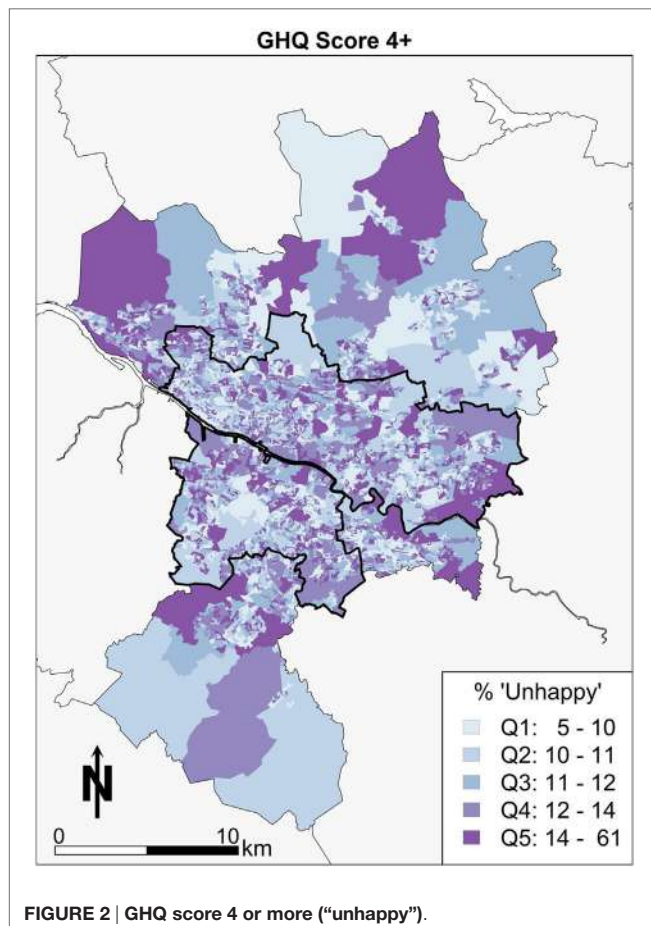 GHQ Score 4+
% 'Unhappy'
Q1: 5 - 10
Q2: 10 - 11
Q3: 11 - 12
Q4: 12 - 14
Q5: 14 - 61
N
0 10
km
FIGURE 2 | GHQ score 4 or more (“unhappy”).